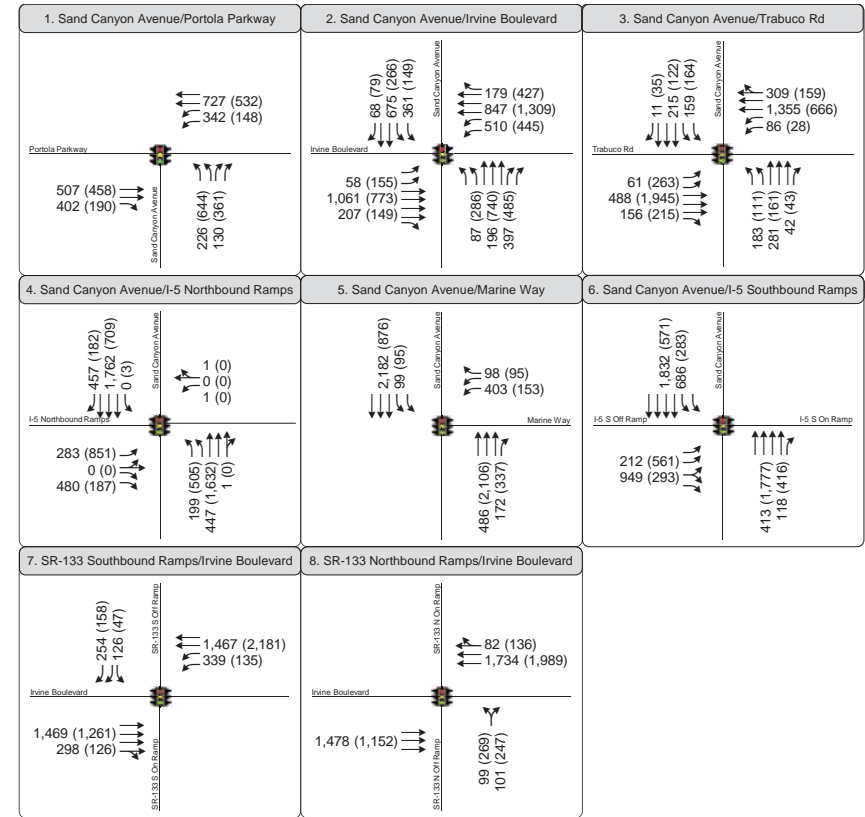 1. Sand Canyon Avenue/Portola Parkway
727 (532)
342 (148)
Portola Parkway
507 (458)
402 (190)
Sand Canyon Avenue
226 (644)
130 (361)
2. Sand Canyon Avenue/Irvine Boulevard
68 (79)
675 (266)
361 (149)
Sand Canyon Avenue
179 (427)
847 (1,309)
510 (445)
Irvine Boulevard
58 (155)
1,061 (773)
207 (149)
87 (286)
196 (740)
397 (485)
3. Sand Canyon Avenue/Trabuco Rd
11 (35)
215 (122)
159 (164)
Sand Canyon Avenue
309 (159)
1,355 (666)
86 (28)
Trabuco Rd
61 (263)
488 (1,945)
156 (215)
183 (111)
281 (161)
42 (43)
4. Sand Canyon Avenue/I-5 Northbound Ramps
457 (182)
1,762 (709)
0 (3)
Sand Canyon Avenue
1 (0)
0 (0)
1 (0)
I-5 Northbound Ramps
283 (851)
0 (0)
480 (187)
199 (505)
447 (1,632)
1 (0)
5. Sand Canyon Avenue/Marine Way
2,182 (876)
99 (95)
Sand Canyon Avenue
98 (95)
403 (153)
Marine Way
486 (2,106)
172 (337)
6. Sand Canyon Avenue/I-5 Southbound Ramps
1,832 (571)
686 (283)
Sand Canyon Avenue
I-5 S Off Ramp
I-5 S On Ramp
212 (561)
949 (293)
413 (1,777)
118 (416)
7. SR-133 Southbound Ramps/Irvine Boulevard
254 (158)
126 (47)
SR-133 S Off Ramp
1,467 (2,181)
339 (135)
Irvine Boulevard
1,469 (1,261)
298 (126)
SR-133 S On Ramp
8. SR-133 Northbound Ramps/Irvine Boulevard
SR-133 N On Ramp
82 (136)
1,734 (1,989)
Irvine Boulevard
1,478 (1,152)
SR-133 N Off Ramp
99 (269)
101 (247)